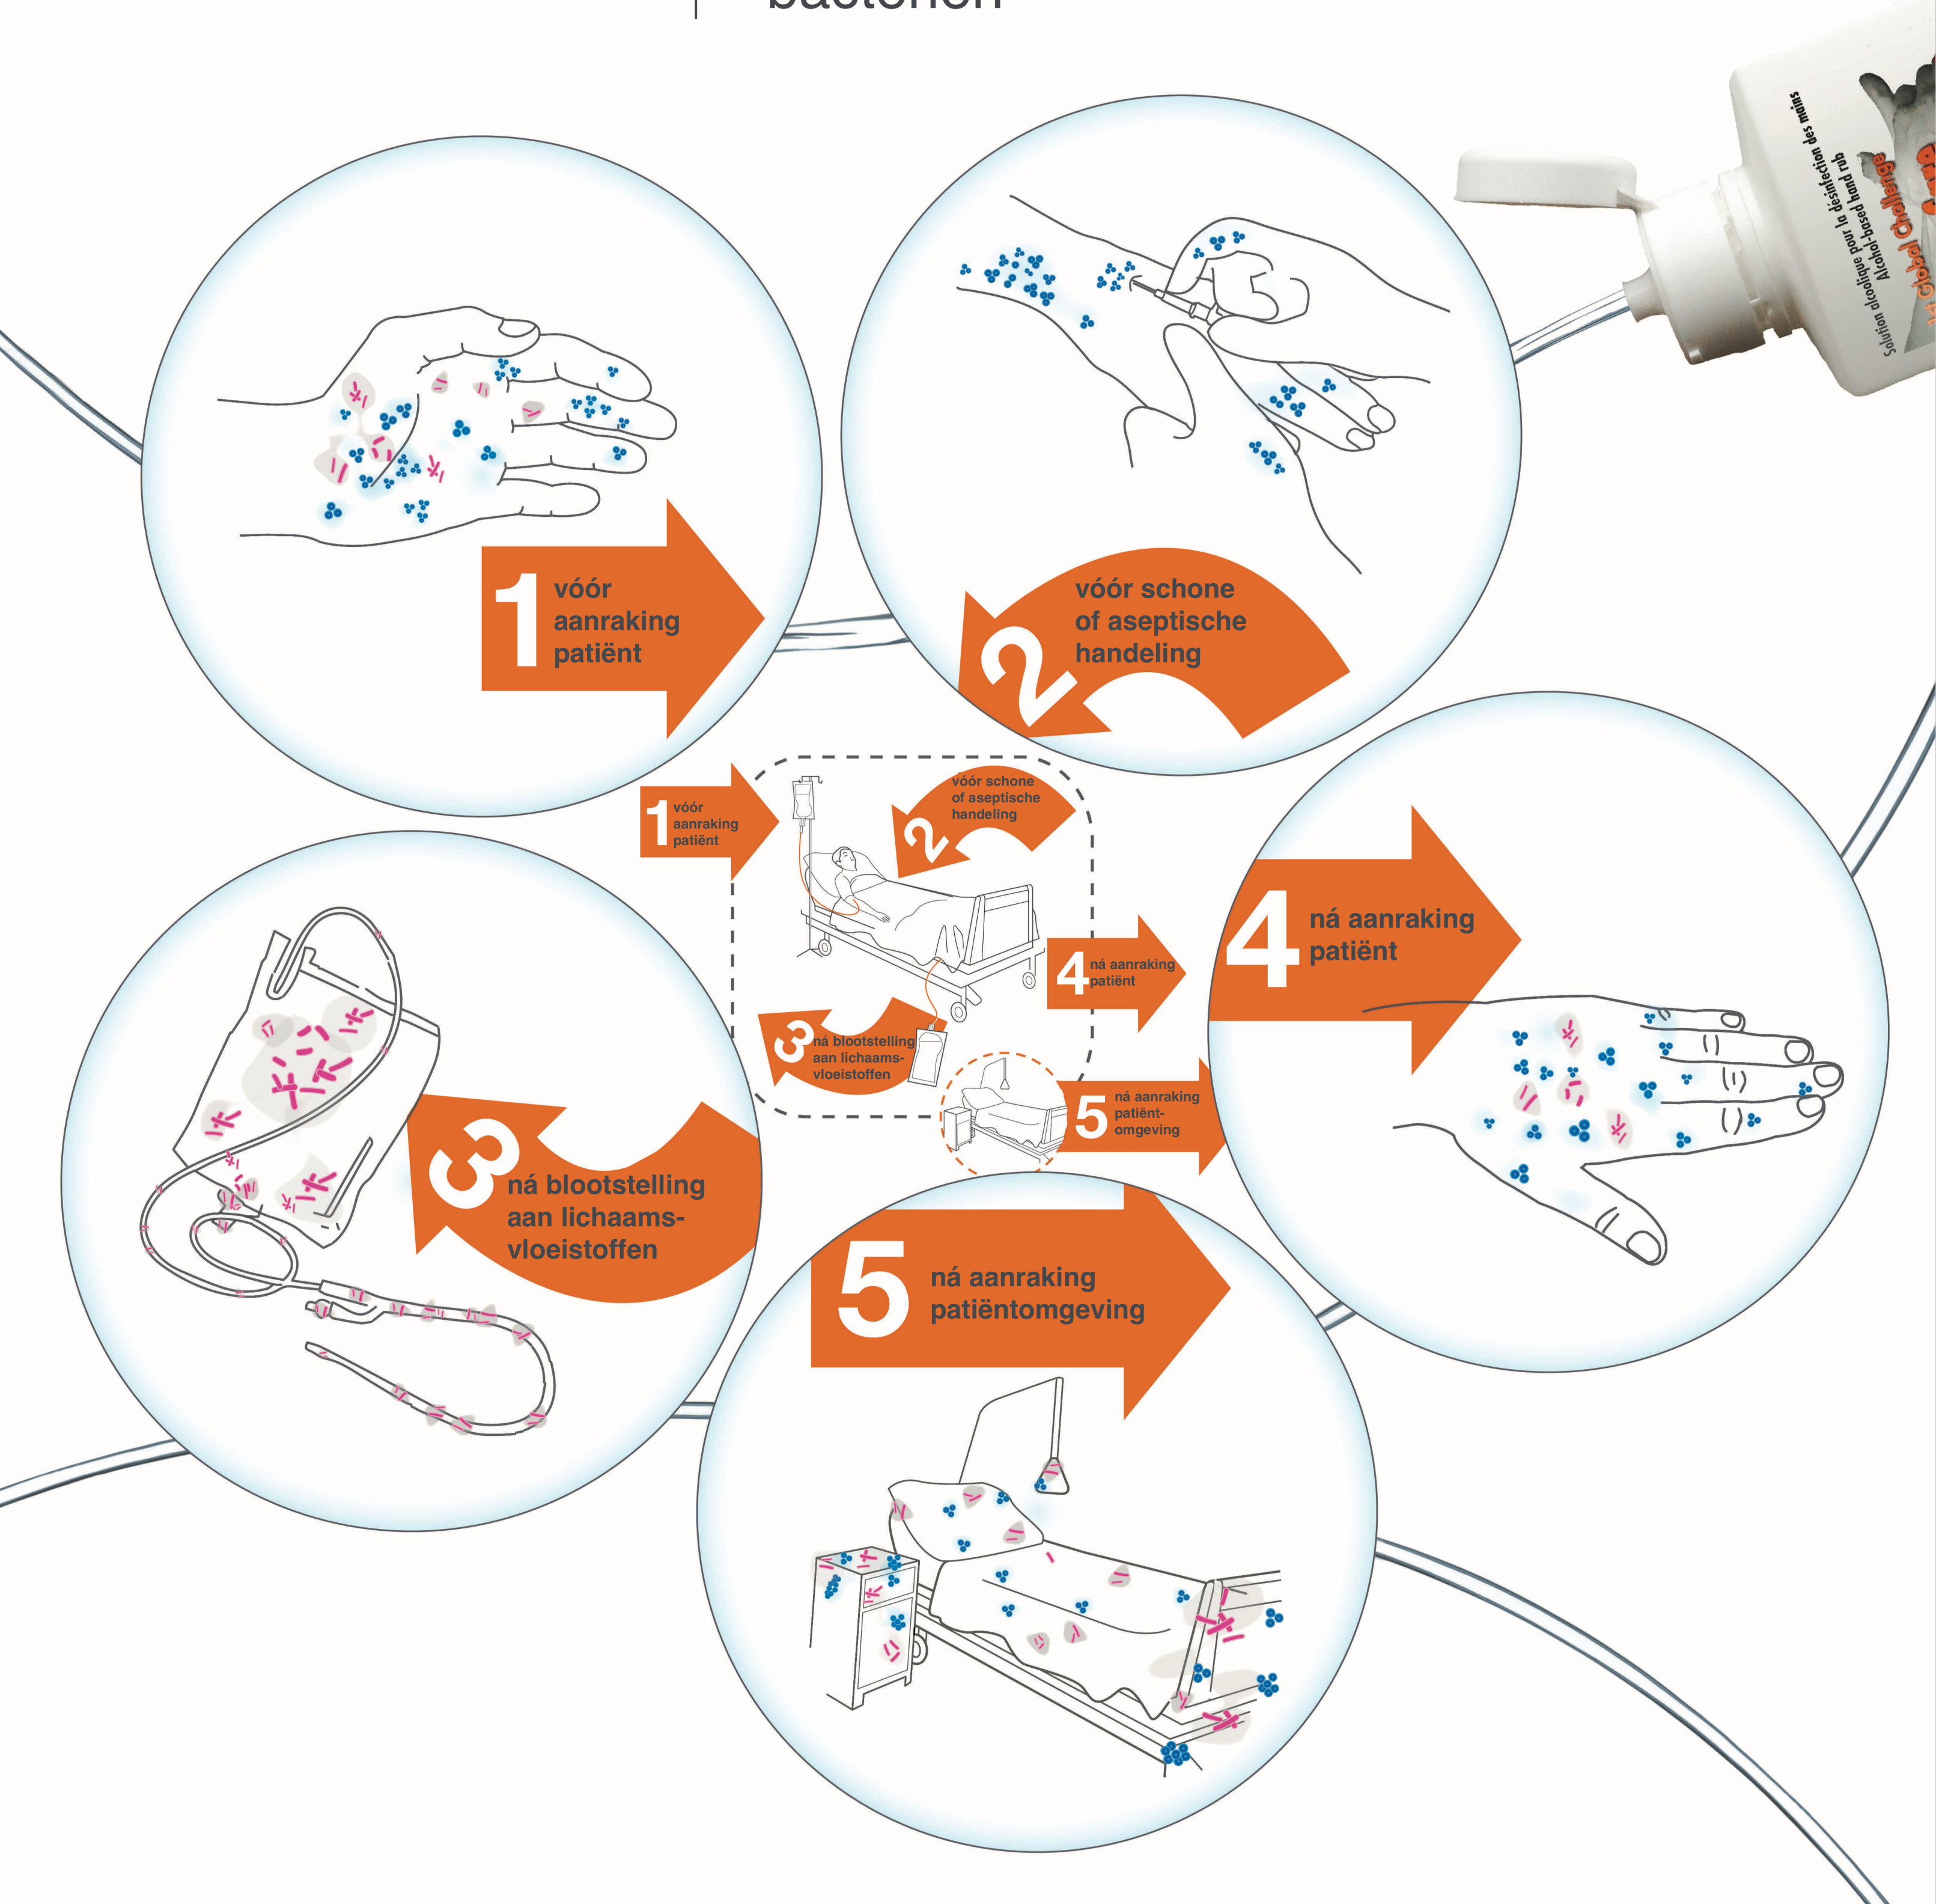 1
vóór
aanraking
patiënt
2
vóór schone
of aseptische
handeling
Solution alcoolique pour la désinfection des mains
Alcohol-based hand rub
Global Challenge
1
vóór
aanraking
patiënt
2
vóór schone
of aseptische
handeling
4
ná aanraking
patiënt
3
ná blootstelling
aan lichaams-
vloeistoffen
5
ná aanraking
patiënt-
omgeving
4
ná aanraking
patiënt
3
ná blootstelling
aan lichaams-
vloeistoffen
5
ná aanraking
patiëntomgeving